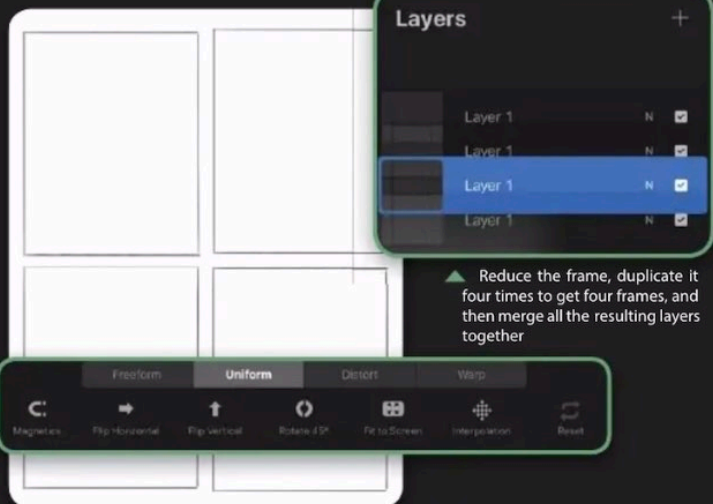 Layers
Layer 1 N
Layer 1 N
Layer 1 N
Layer 1 N
Reduce the frame, duplicate it
four times to get four frames, and
then merge all the resulting layers
together
Freeform Uniform Distort Warp
Magnetics Flip Horizontal Flip Vertical Rotate 45° Fit to Screen Interpolation Reset